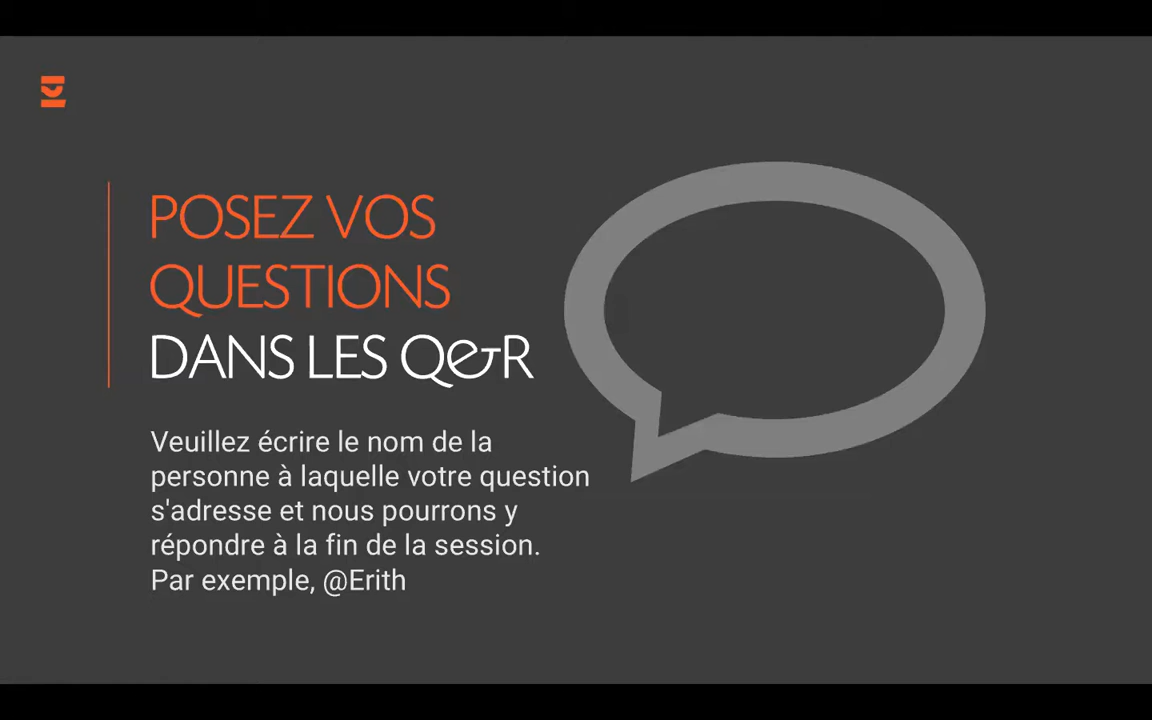 POSEZ VOS
QUESTIONS
DANS LES Q&R
Veuillez écrire le nom de la
personne à laquelle votre question
s'adresse et nous pourrons y
répondre à la fin de la session.
Par exemple, @Erith